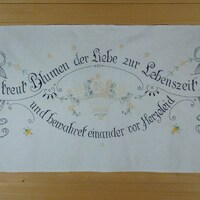 streut Blumen der Liebe zur Lebenszeit
und bewahret einander vor Herzeleid